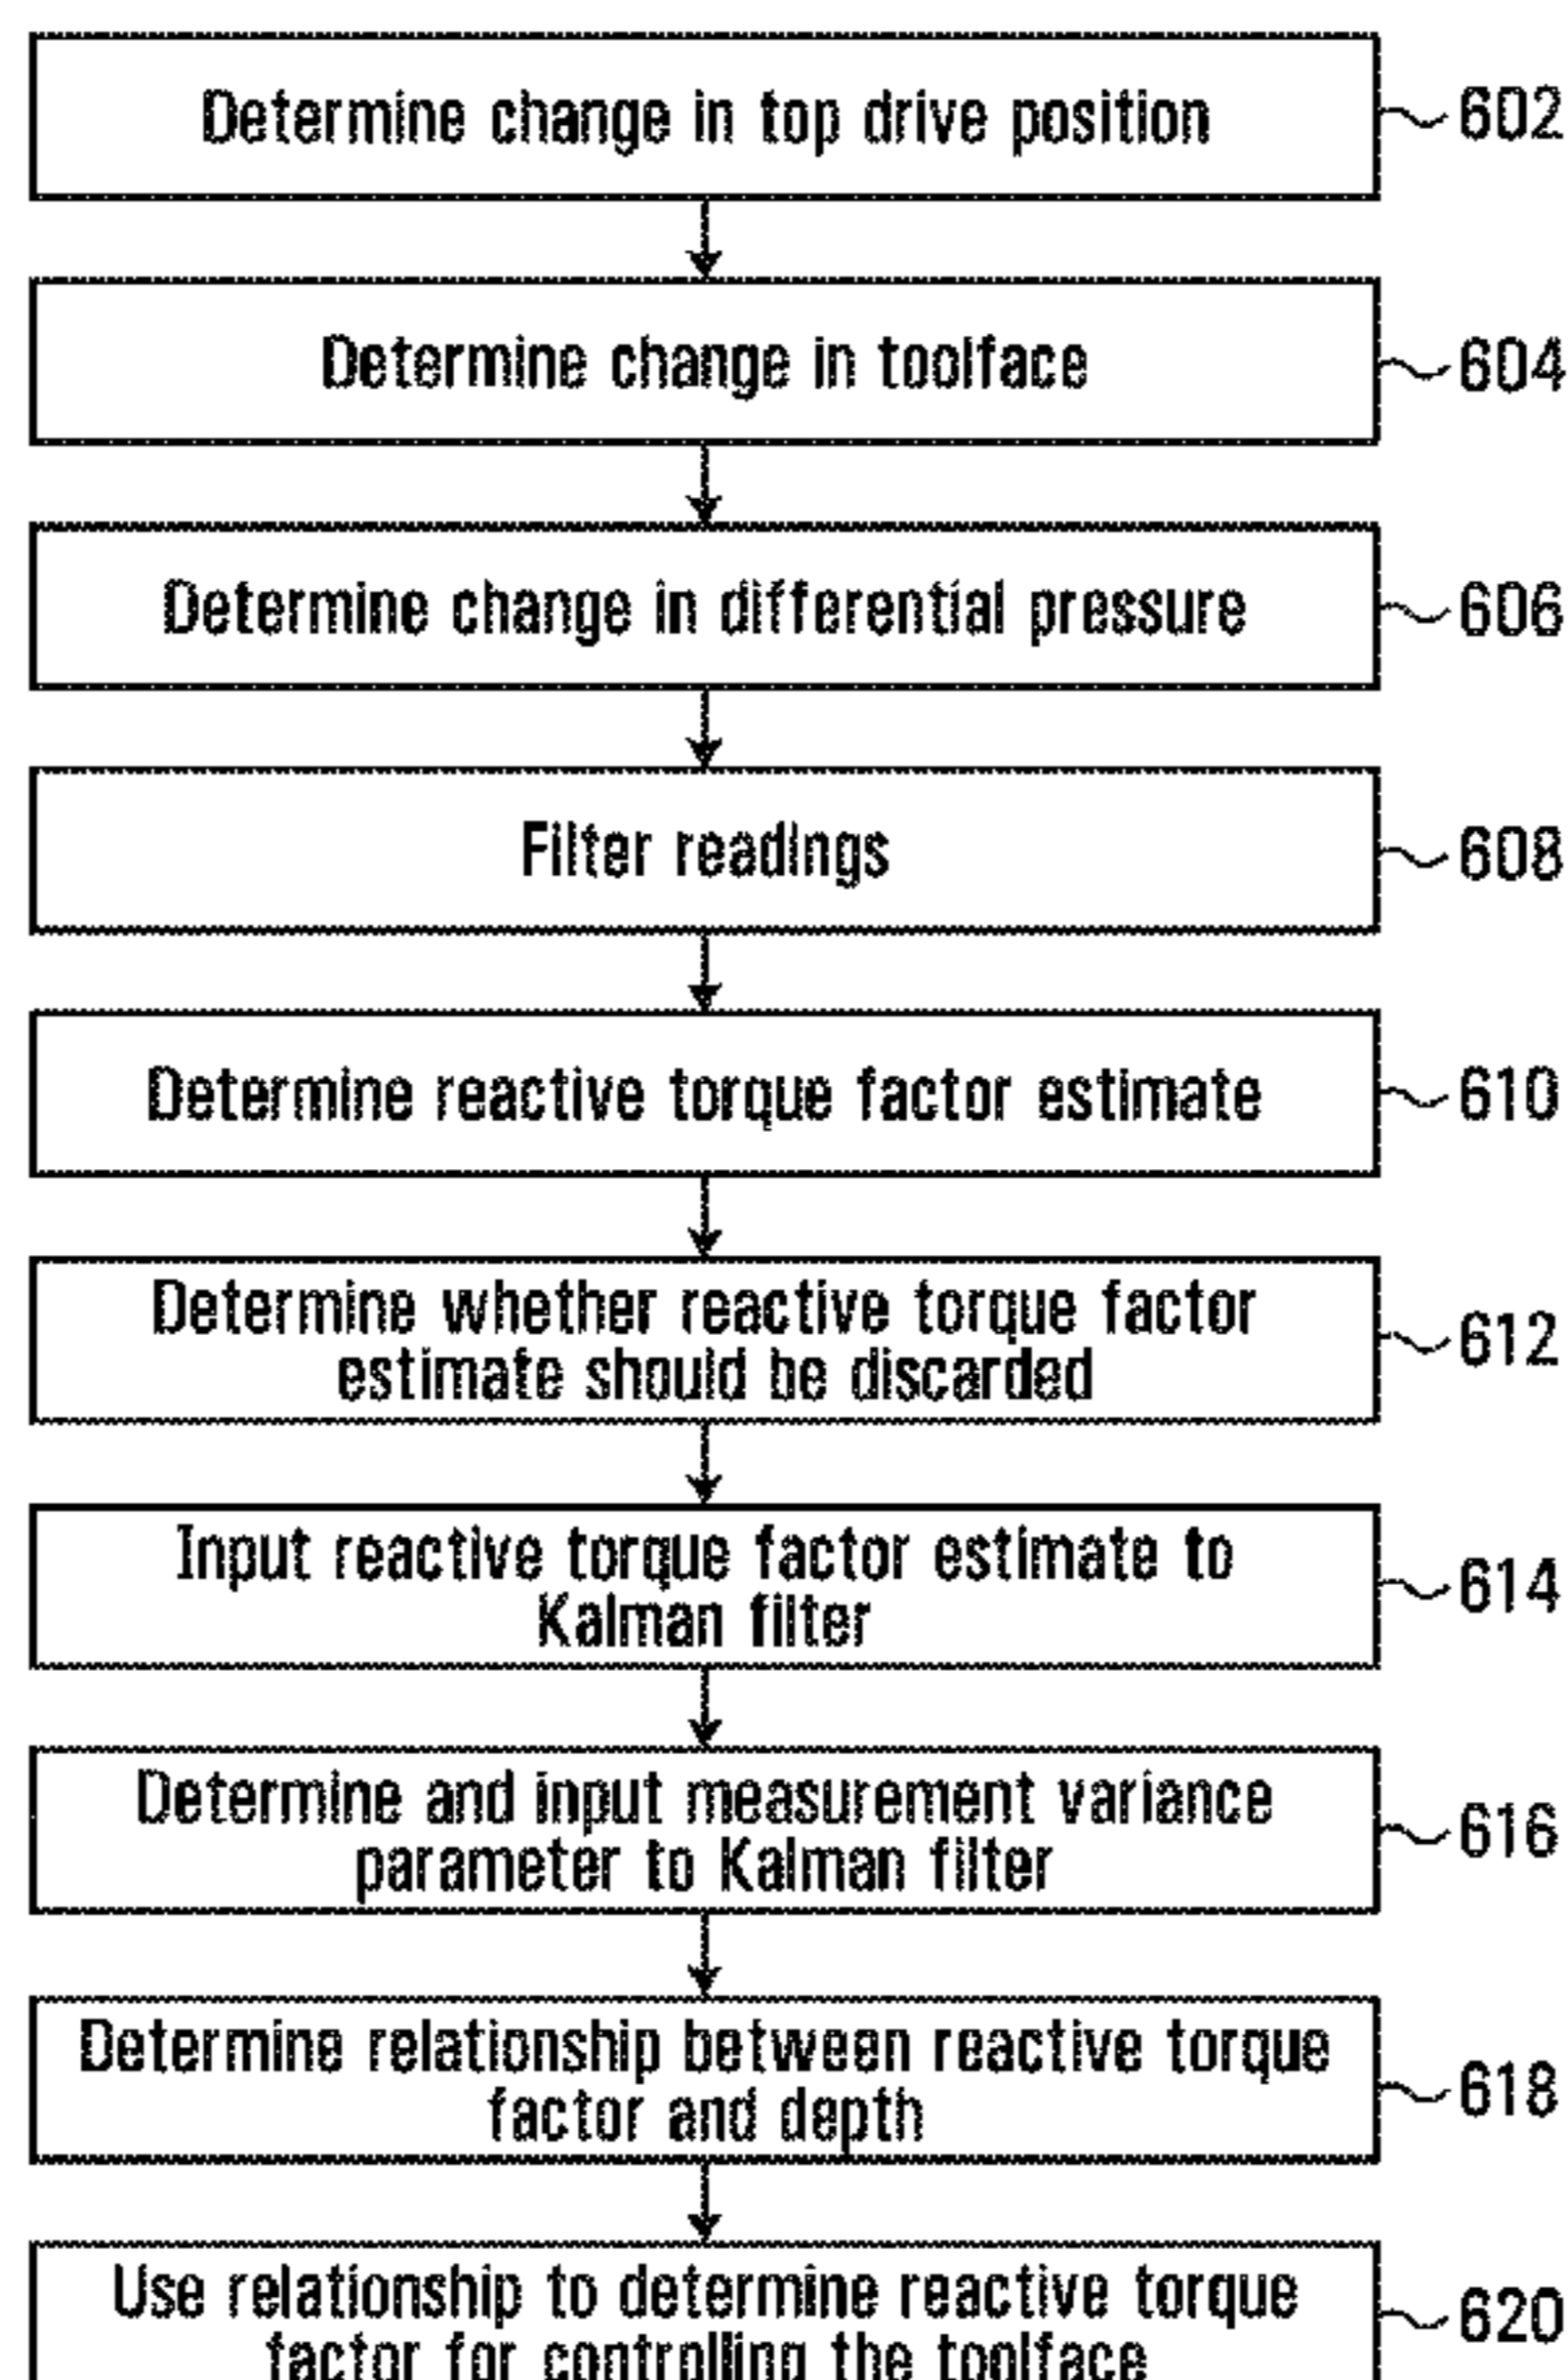 Determine change in top drive position
602
Determine change in toolface
604
Determine change in differential pressure
606
Filter readings
608
Determine reactive torque factor estimate
610
Determine whether reactive torque factor
estimate should be discarded
612
Input reactive torque factor estimate to
Kalman filter
614
Determine and input measurement variance
parameter to Kalman filter
616
Determine relationship between reactive torque
factor and depth
618
Use relationship to determine reactive torque
factor for controlling the toolface
620